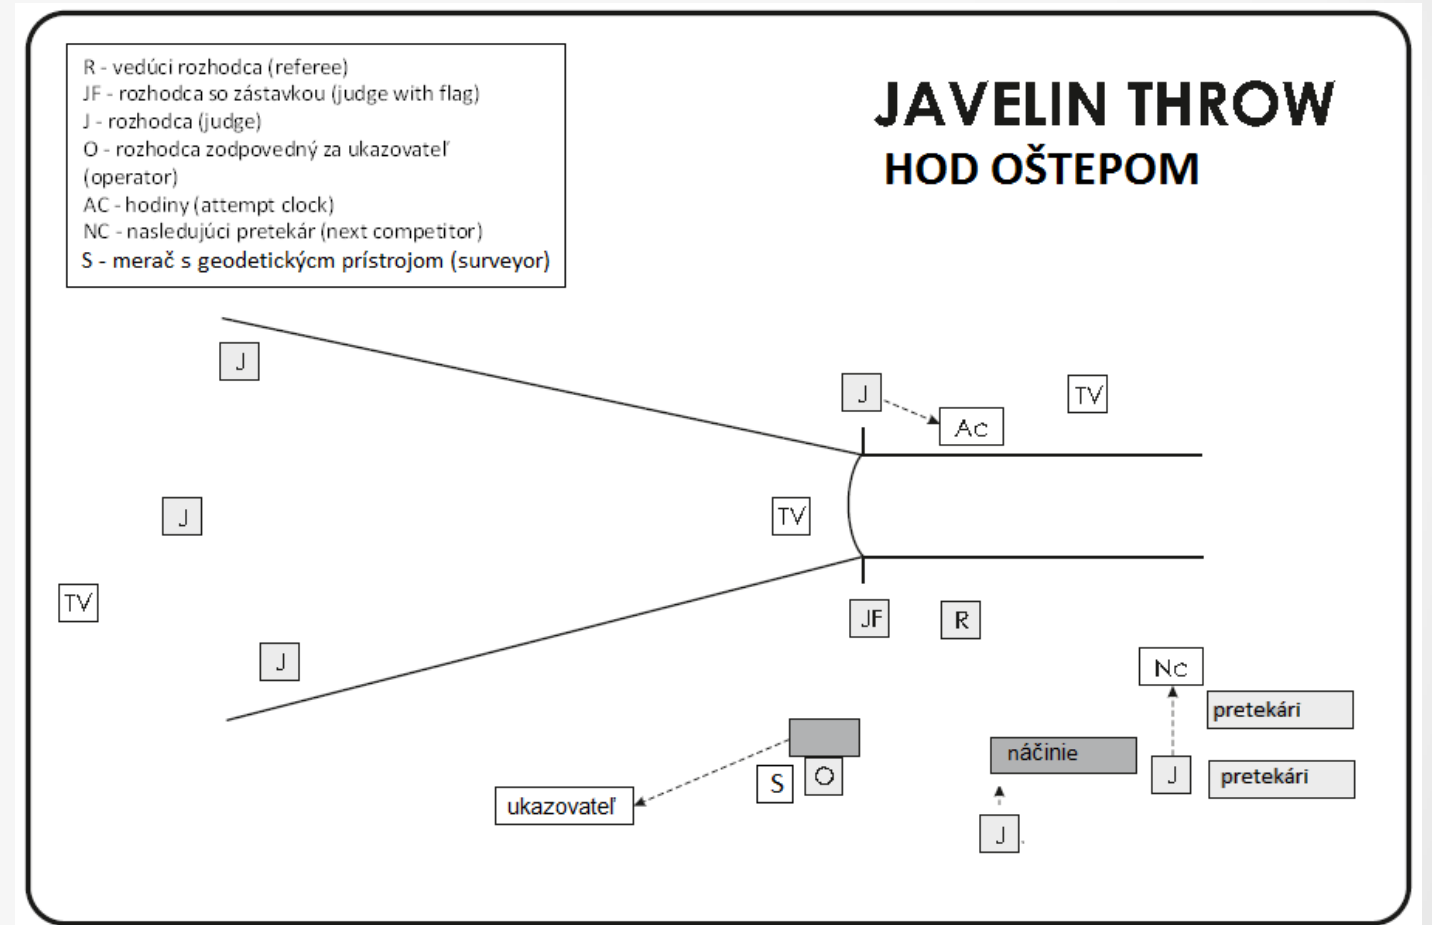 R - vedúci rozhodca (referee)
JF - rozhodca so zástavkou (judge with flag)
J - rozhodca (judge)
O - rozhodca zodpovedný za ukazovateľ
(operator)
AC - hodiny (attempt clock)
NC - nasledujúci pretekár (next competitor)
S - merač s geodetickýcm prístrojom (surveyor)
JAVELIN THROW
HOD OŠTEPOM
J
J
TV
Ac
J
TV
TV
JF
R
J
Nc
pretekári
náčinie
J
pretekári
S
O
ukazovateľ
J